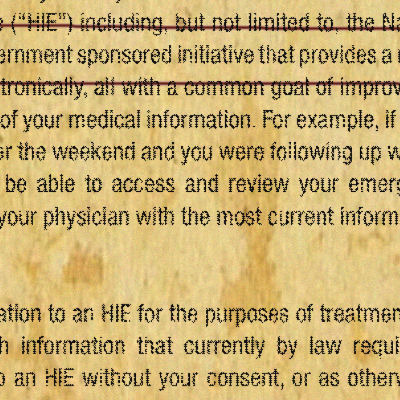 ("HIE") including, but not limited to, the Na
ernment sponsored initiative that provides a
tronically, all with a common goal of improv
of your medical information. For example, if
er the weekend and you were following up w
be able to access and review your emerg
your physician with the most current inform
ation to an HIE for the purposes of treatmen
h information that currently by law requi
o an HIE without your consent, or as otherw